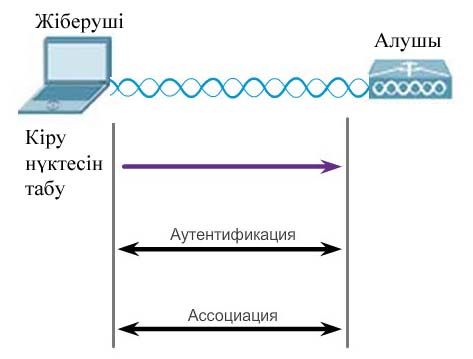 Жіберуші
Алушы
Кіру
нүктесін
табу
Аутентификация
Ассоциация